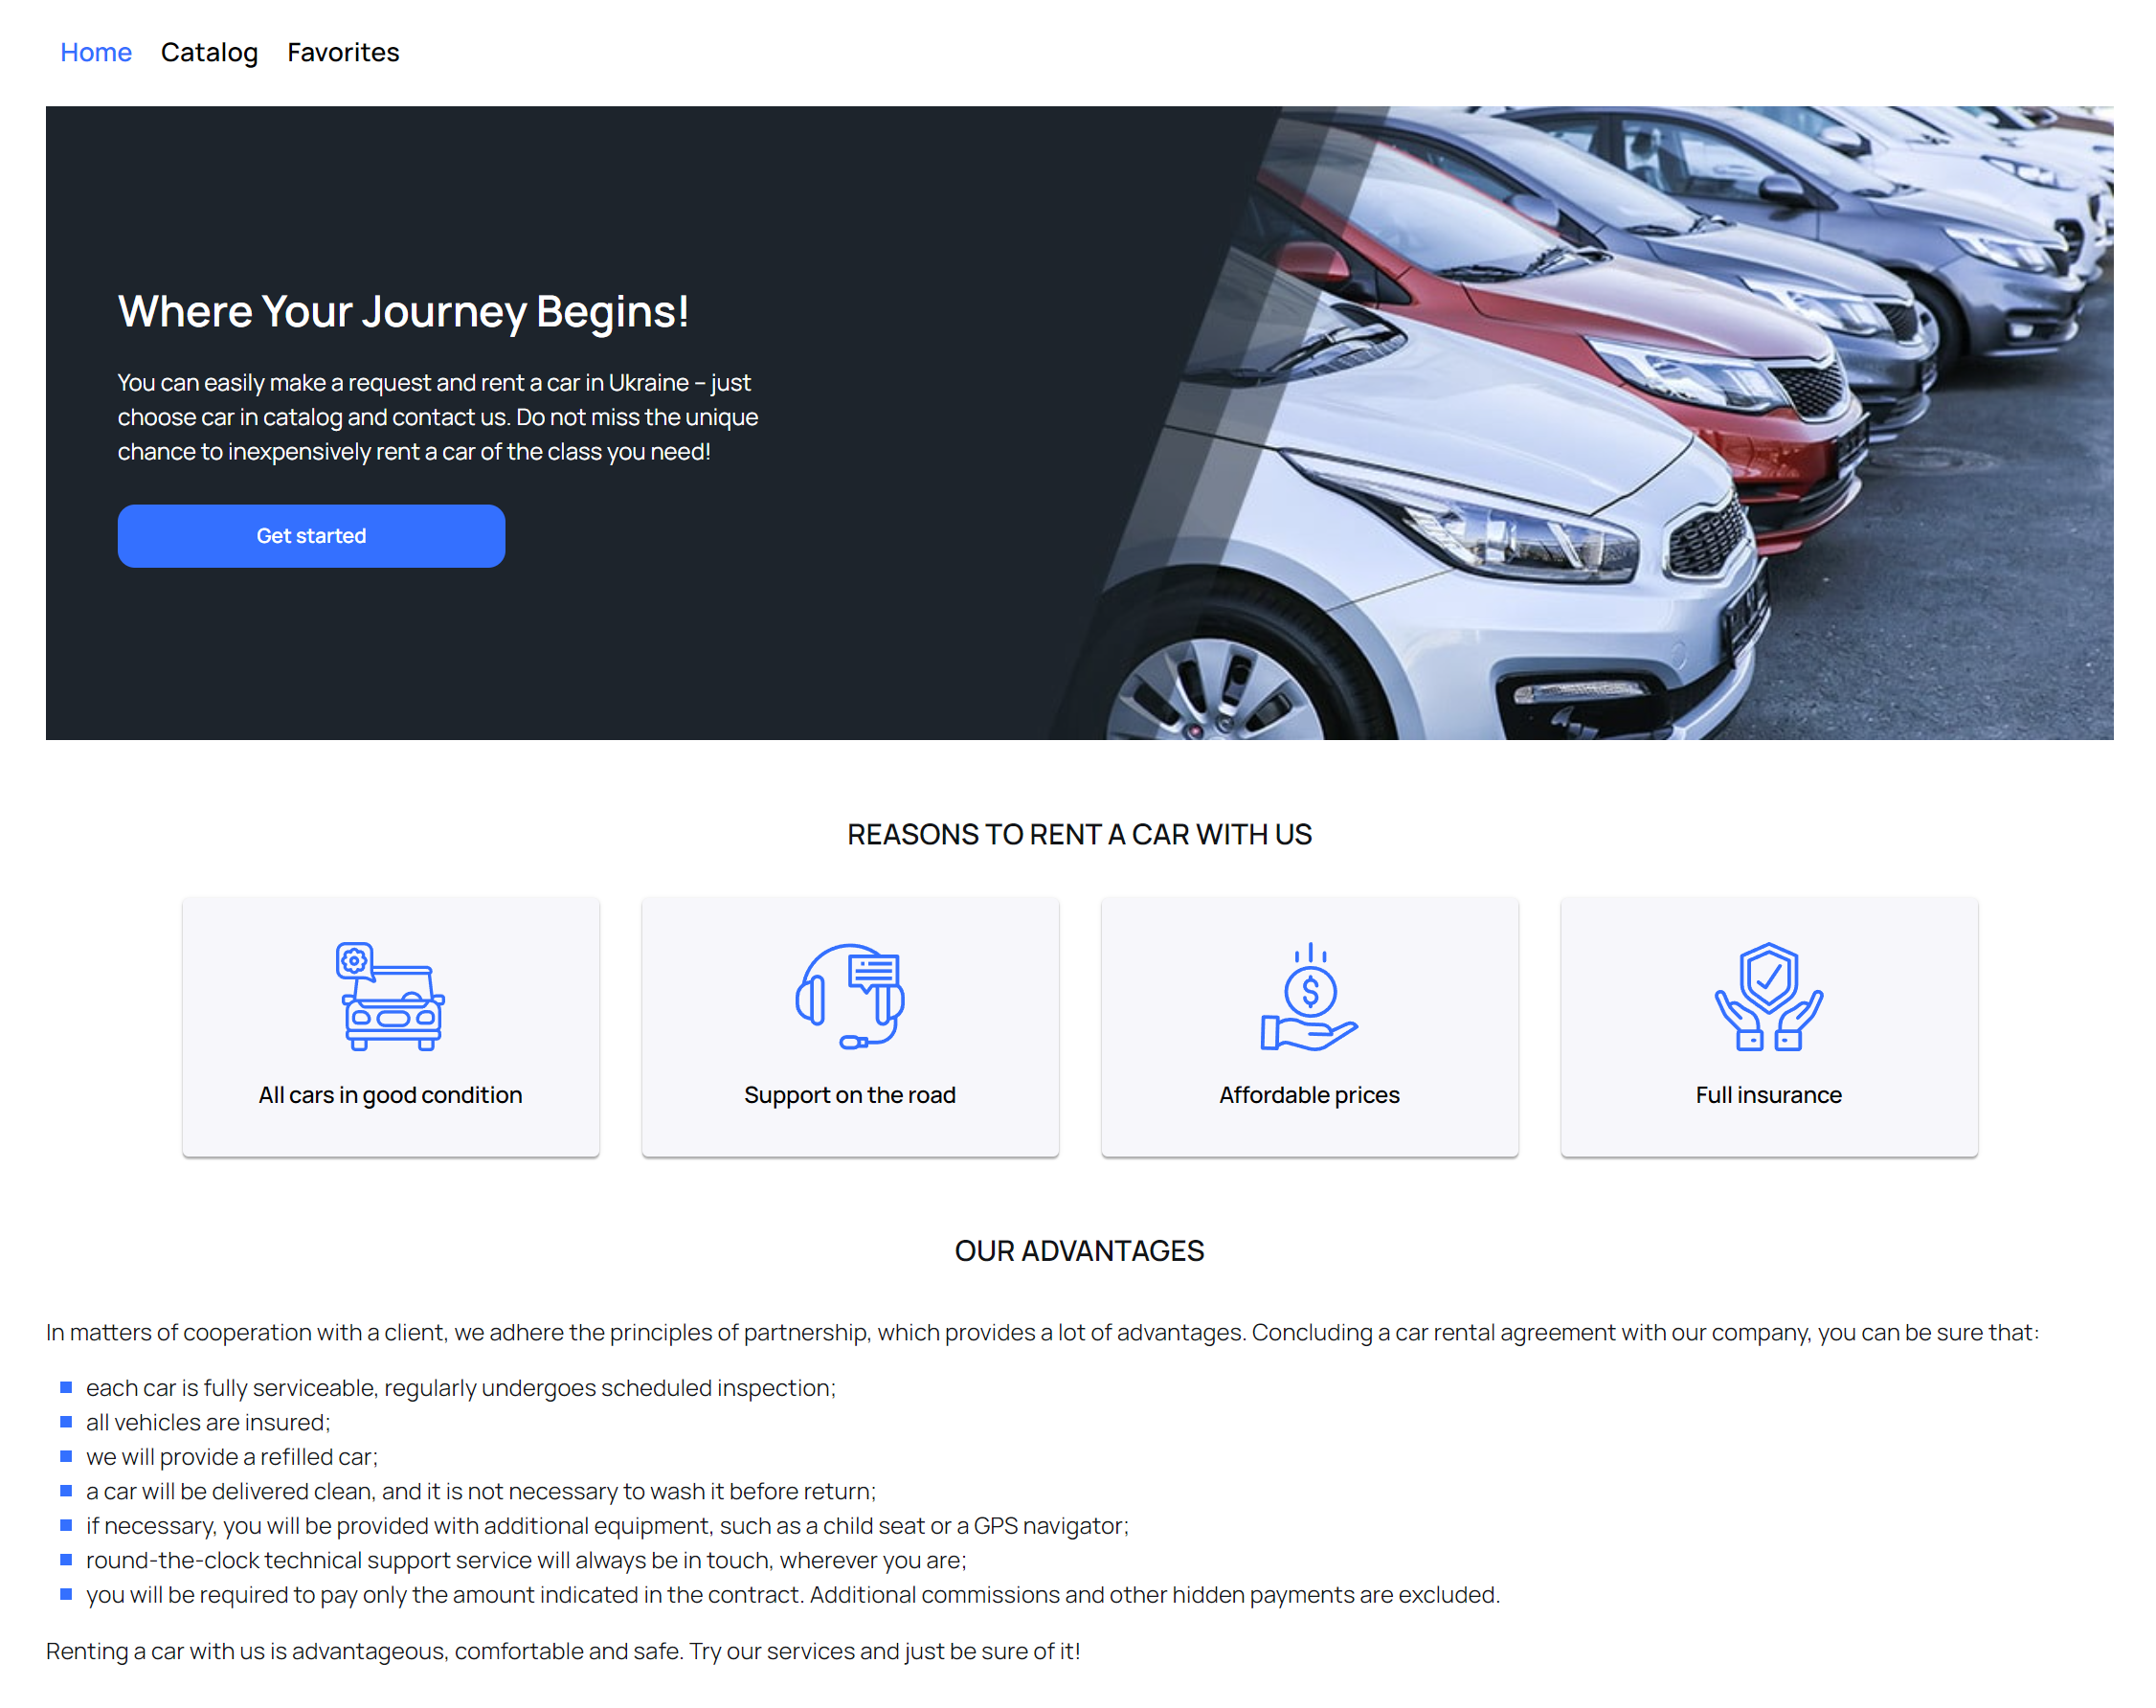 Home Catalog Favorites
Where Your Journey Begins!
You can easily make a request and rent a car in Ukraine – just
choose car in catalog and contact us. Do not miss the unique
chance to inexpensively rent a car of the class you need!
Get started
REASONS TO RENT A CAR WITH US
All cars in good condition
Support on the road
Affordable prices
Full insurance
OUR ADVANTAGES
In matters of cooperation with a client, we adhere the principles of partnership, which provides a lot of advantages. Concluding a car rental agreement with our company, you can be sure that:
each car is fully serviceable, regularly undergoes scheduled inspection;
all vehicles are insured;
we will provide a refilled car;
a car will be delivered clean, and it is not necessary to wash it before return;
if necessary, you will be provided with additional equipment, such as a child seat or a GPS navigator;
round-the-clock technical support service will always be in touch, wherever you are;
you will be required to pay only the amount indicated in the contract. Additional commissions and other hidden payments are excluded.
Renting a car with us is advantageous, comfortable and safe. Try our services and just be sure of it!